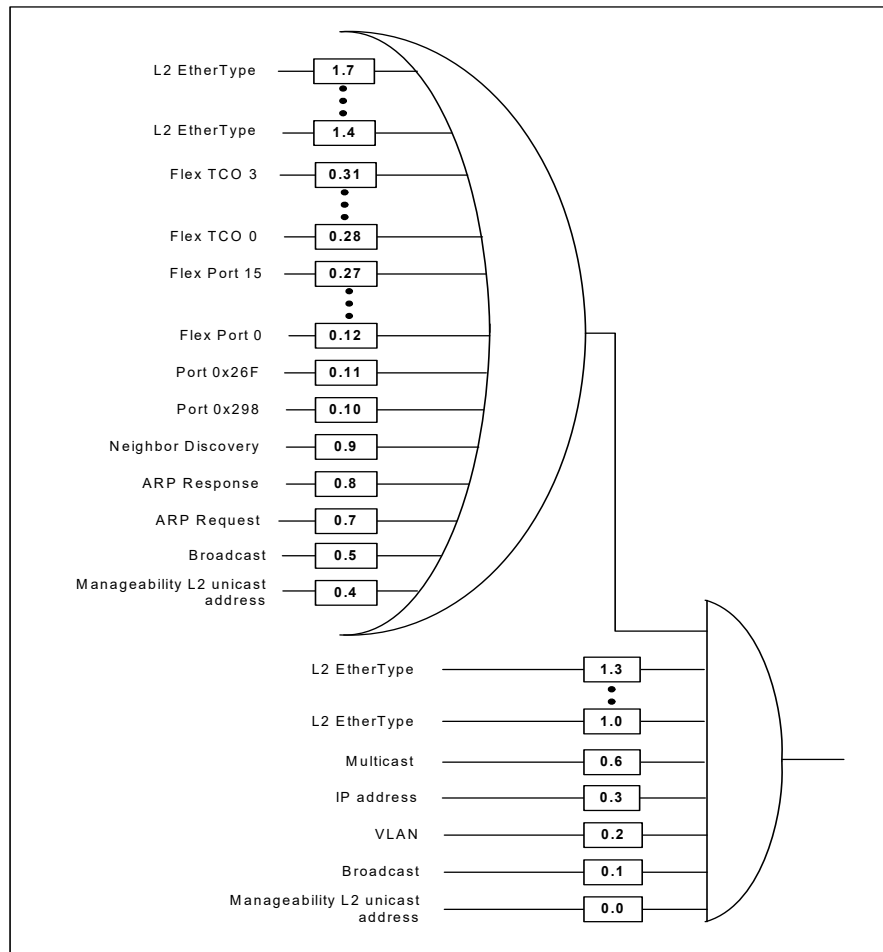 L2 EtherType 1.7
L2 EtherType 1.4
Flex TCO 3 0.31
Flex TCO 0 0.28
Flex Port 15 0.27
Flex Port 0 0.12
Port 0x26F 0.11
Port 0x298 0.10
Neighbor Discovery 0.9
ARP Response 0.8
ARP Request 0.7
Broadcast 0.5
Manageability L2 unicast
address 0.4
L2 EtherType 1.3
L2 EtherType 1.0
Multicast 0.6
IP address 0.3
VLAN 0.2
Broadcast 0.1
Manageability L2 unicast
address 0.0